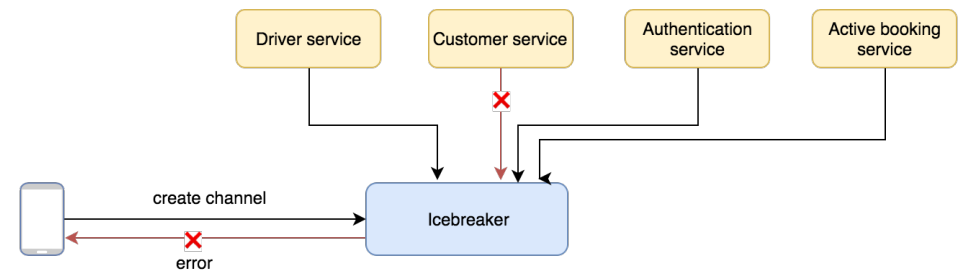 Driver service
Customer service
Authentication
service
Active booking
service
create channel
Icebreaker
error